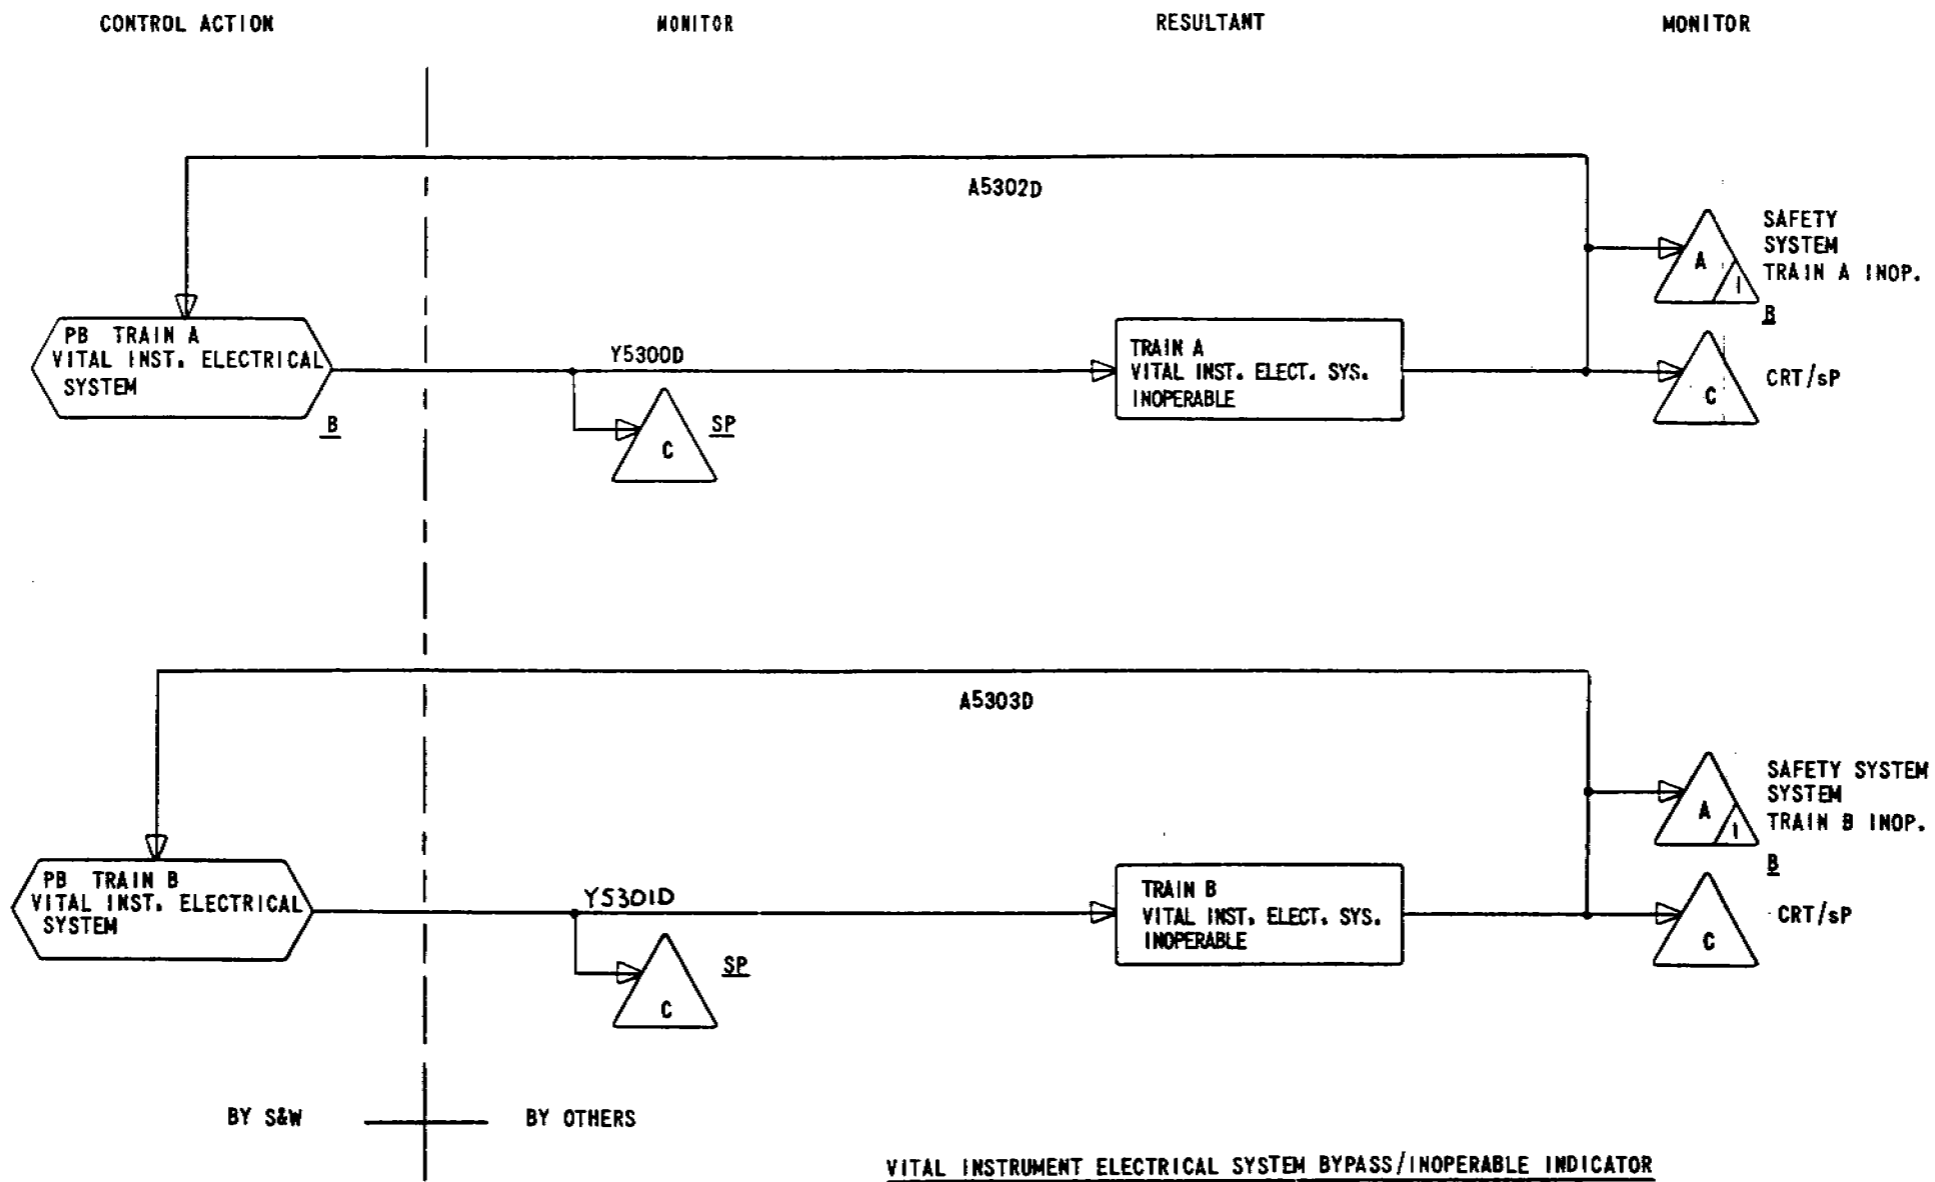 CONTROL ACTION
MONITOR
RESULTANT
MONITOR
A5302D
SAFETY
SYSTEM
TRAIN A INOP.
A
1
B
PB TRAIN A
VITAL INST. ELECTRICAL
SYSTEM
B
Y5300D
C
SP
TRAIN A
VITAL INST. ELECT. SYS.
INOPERABLE
C
CRT/sP
A5303D
SAFETY SYSTEM
SYSTEM
TRAIN B INOP.
A
1
B
PB TRAIN B
VITAL INST. ELECTRICAL
SYSTEM
Y5301D
C
SP
TRAIN B
VITAL INST. ELECT. SYS.
INOPERABLE
C
CRT/sP
BY S&W
BY OTHERS
VITAL INSTRUMENT ELECTRICAL SYSTEM BYPASS/INOPERABLE INDICATOR